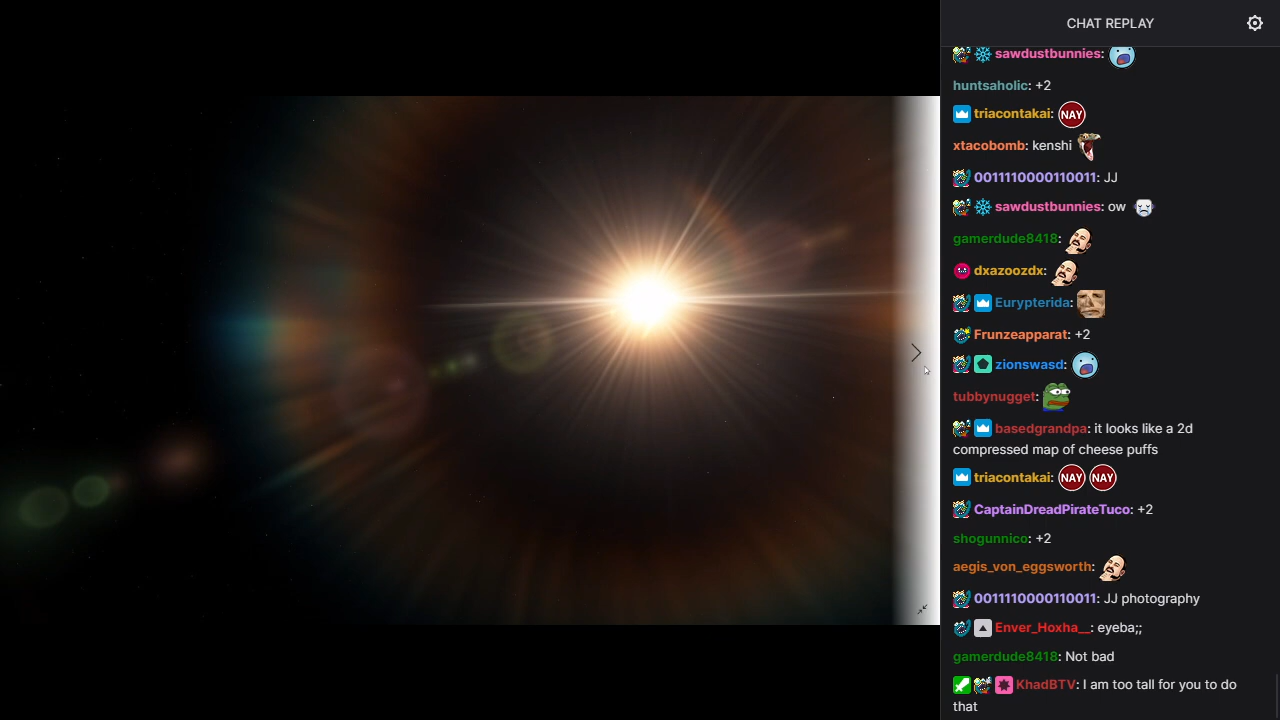 CHAT REPLAY
sawdustbunnies:
huntsaholic: +2
triacontakai: NAY
xtacobomb: kenshi
0011110000110011: JJ
sawdustbunnies: ow
gamerdude8418:
dxazoozdx:
Eurypterida:
Frunzeapparat: +2
zionswasd:
tubbynugget:
basedgrandpa: it looks like a 2d
compressed map of cheese puffs
triacontakai: NAY NAY
CaptainDreadPirateTuco: +2
shogunnico: +2
aegis_von_eggsworth:
0011110000110011: JJ photography
Enver_Hoxha__: eyeba;;
gamerdude8418: Not bad
KhadBTV: I am too tall for you to do
that